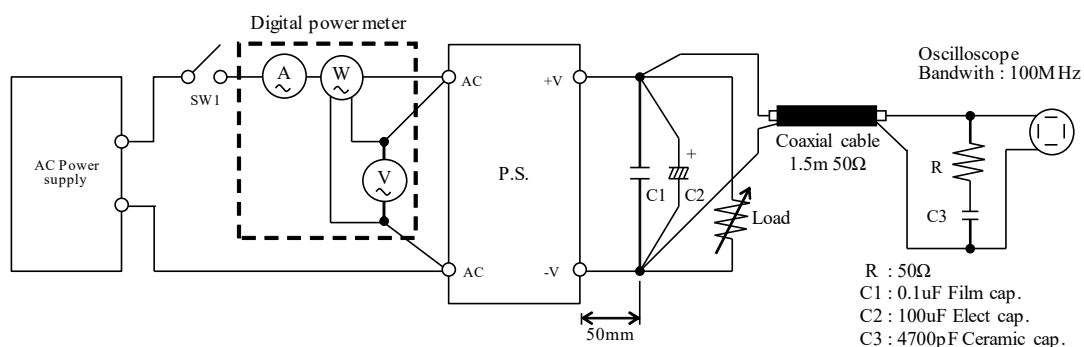 Digital power meter
Oscilloscope
Bandwith : 100MHz
A
W
AC
+V
SW1
Coaxial cable
1.5m 50Ω
AC Power
supply
V
P.S.
+
C1
C2
R
Load
C3
AC
-V
50mm
R : 50Ω
C1 : 0.1uF Film cap.
C2 : 100uF Elect cap.
C3 : 4700pF Ceramic cap.